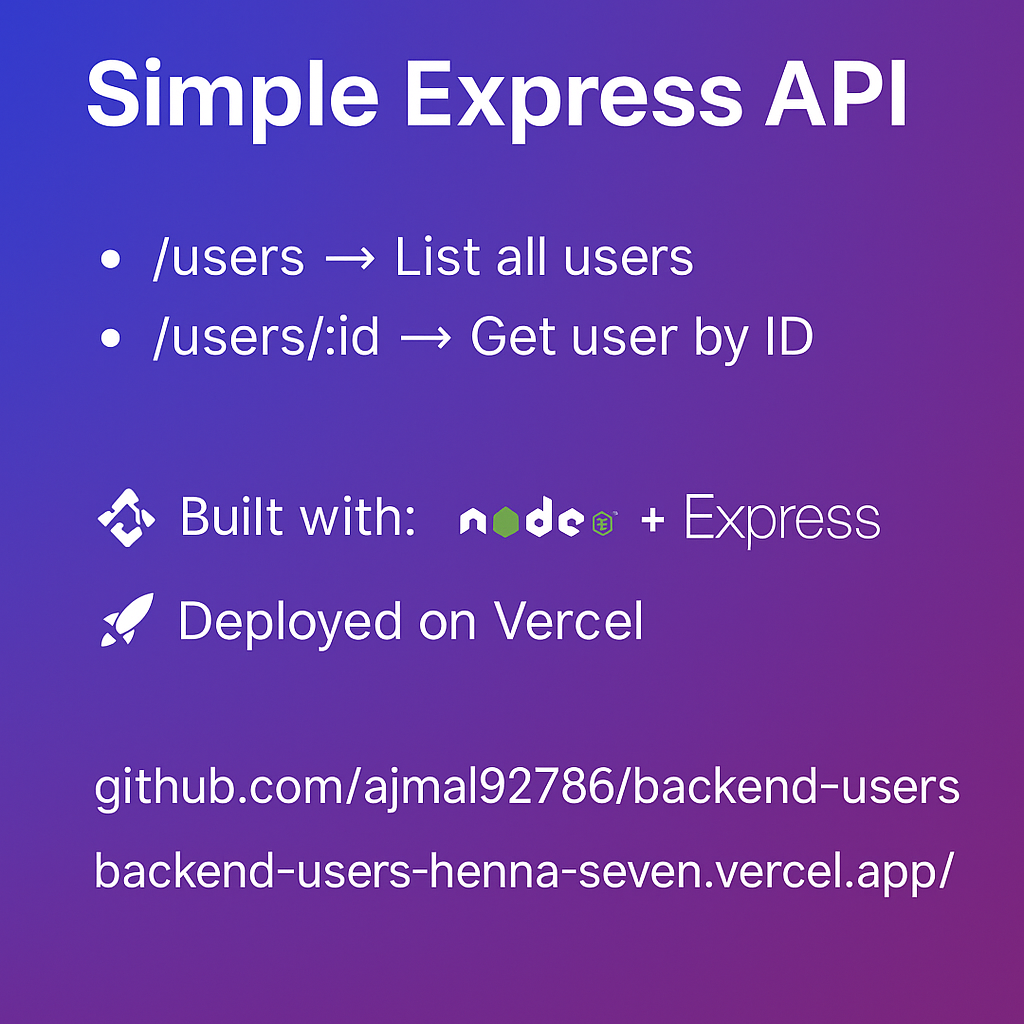 Simple Express API
• /users → List all users
• /users/:id → Get user by ID
Built with: node + Express
Deployed on Vercel
github.com/ajmal92786/backend-users
backend-users-henna-seven.vercel.app/